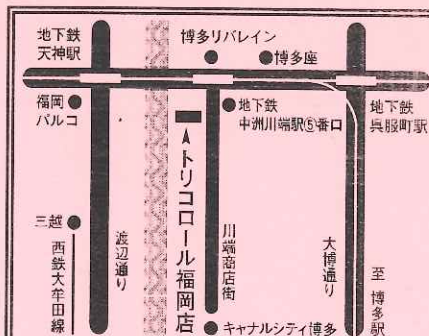 地下鉄
天神駅
博多リバレイン
博多座
福岡
パルコ
地下鉄
中洲川端駅⑤番口
地下鉄
呉服町駅
トリコロール福岡店
三越
西鉄大牟田線
渡辺通り
川端商店街
大博通り
至 博多駅
キャナルシティ博多